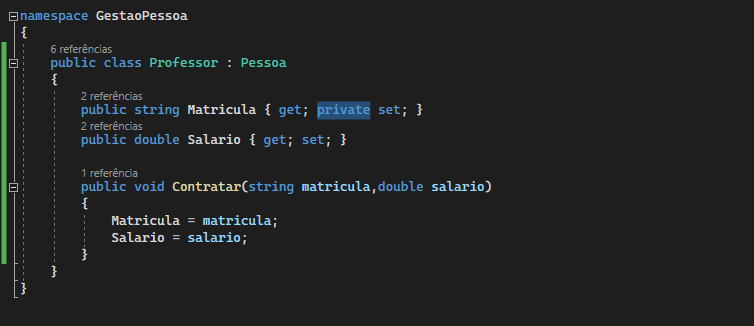 namespace GestaoPessoa
{
6 referências
public class Professor : Pessoa
{
2 referências
public string Matricula { get; private set; }
2 referências
public double Salario { get; set; }
1 referência
public void Contratar(string matricula,double salario)
{
Matricula = matricula;
Salario = salario;
}
}
}